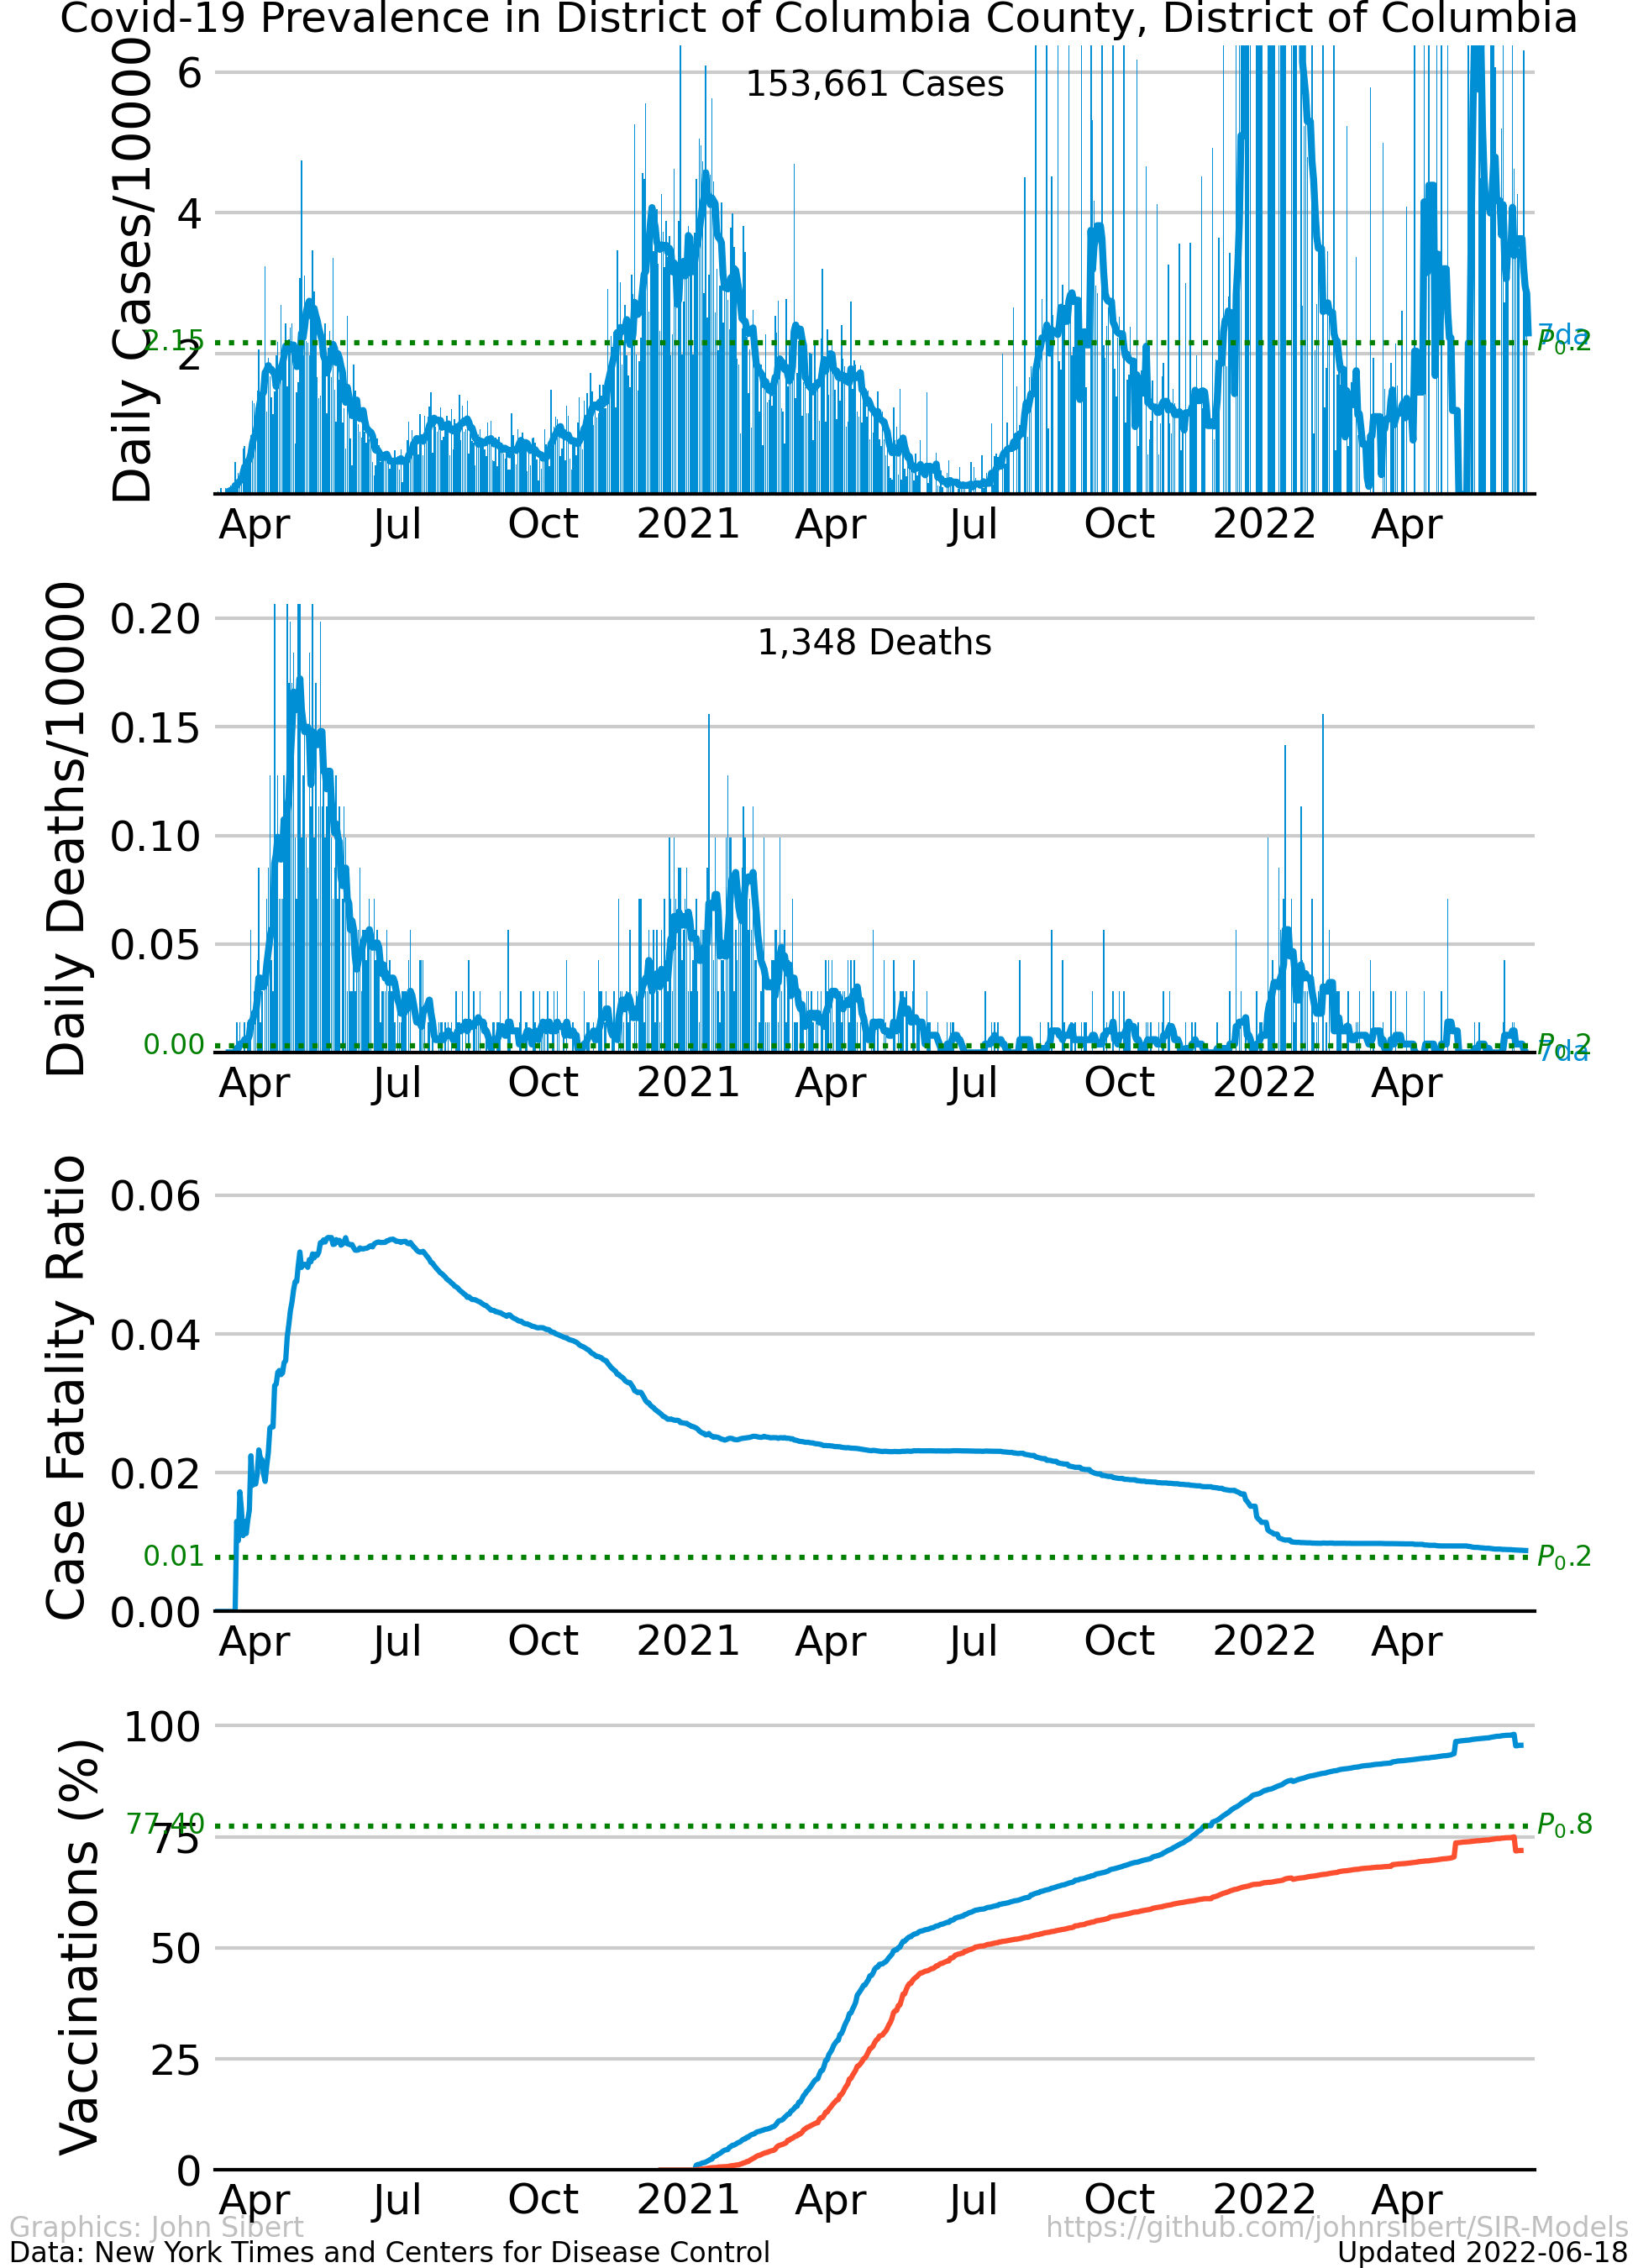 Covid-19 Prevalence in District of Columbia County, District of Columbia
Daily Cases/10000
6
4
2
2.15
153,661 Cases
7da
P₀.2
Apr Jul Oct 2021 Apr Jul Oct 2022 Apr
Daily Deaths/10000
0.20
0.15
0.10
0.05
0.00
1,348 Deaths
P₀.2
7da
Apr Jul Oct 2021 Apr Jul Oct 2022 Apr
Case Fatality Ratio
0.06
0.04
0.02
0.01
0.00
P₀.2
Apr Jul Oct 2021 Apr Jul Oct 2022 Apr
Vaccinations (%)
100
77.40
75
50
25
0
P₀.8
Apr Jul Oct 2021 Apr Jul Oct 2022 Apr
Graphics: John Sibert https://github.com/johnrsibert/SIR-Models
Data: New York Times and Centers for Disease Control Updated 2022-06-18